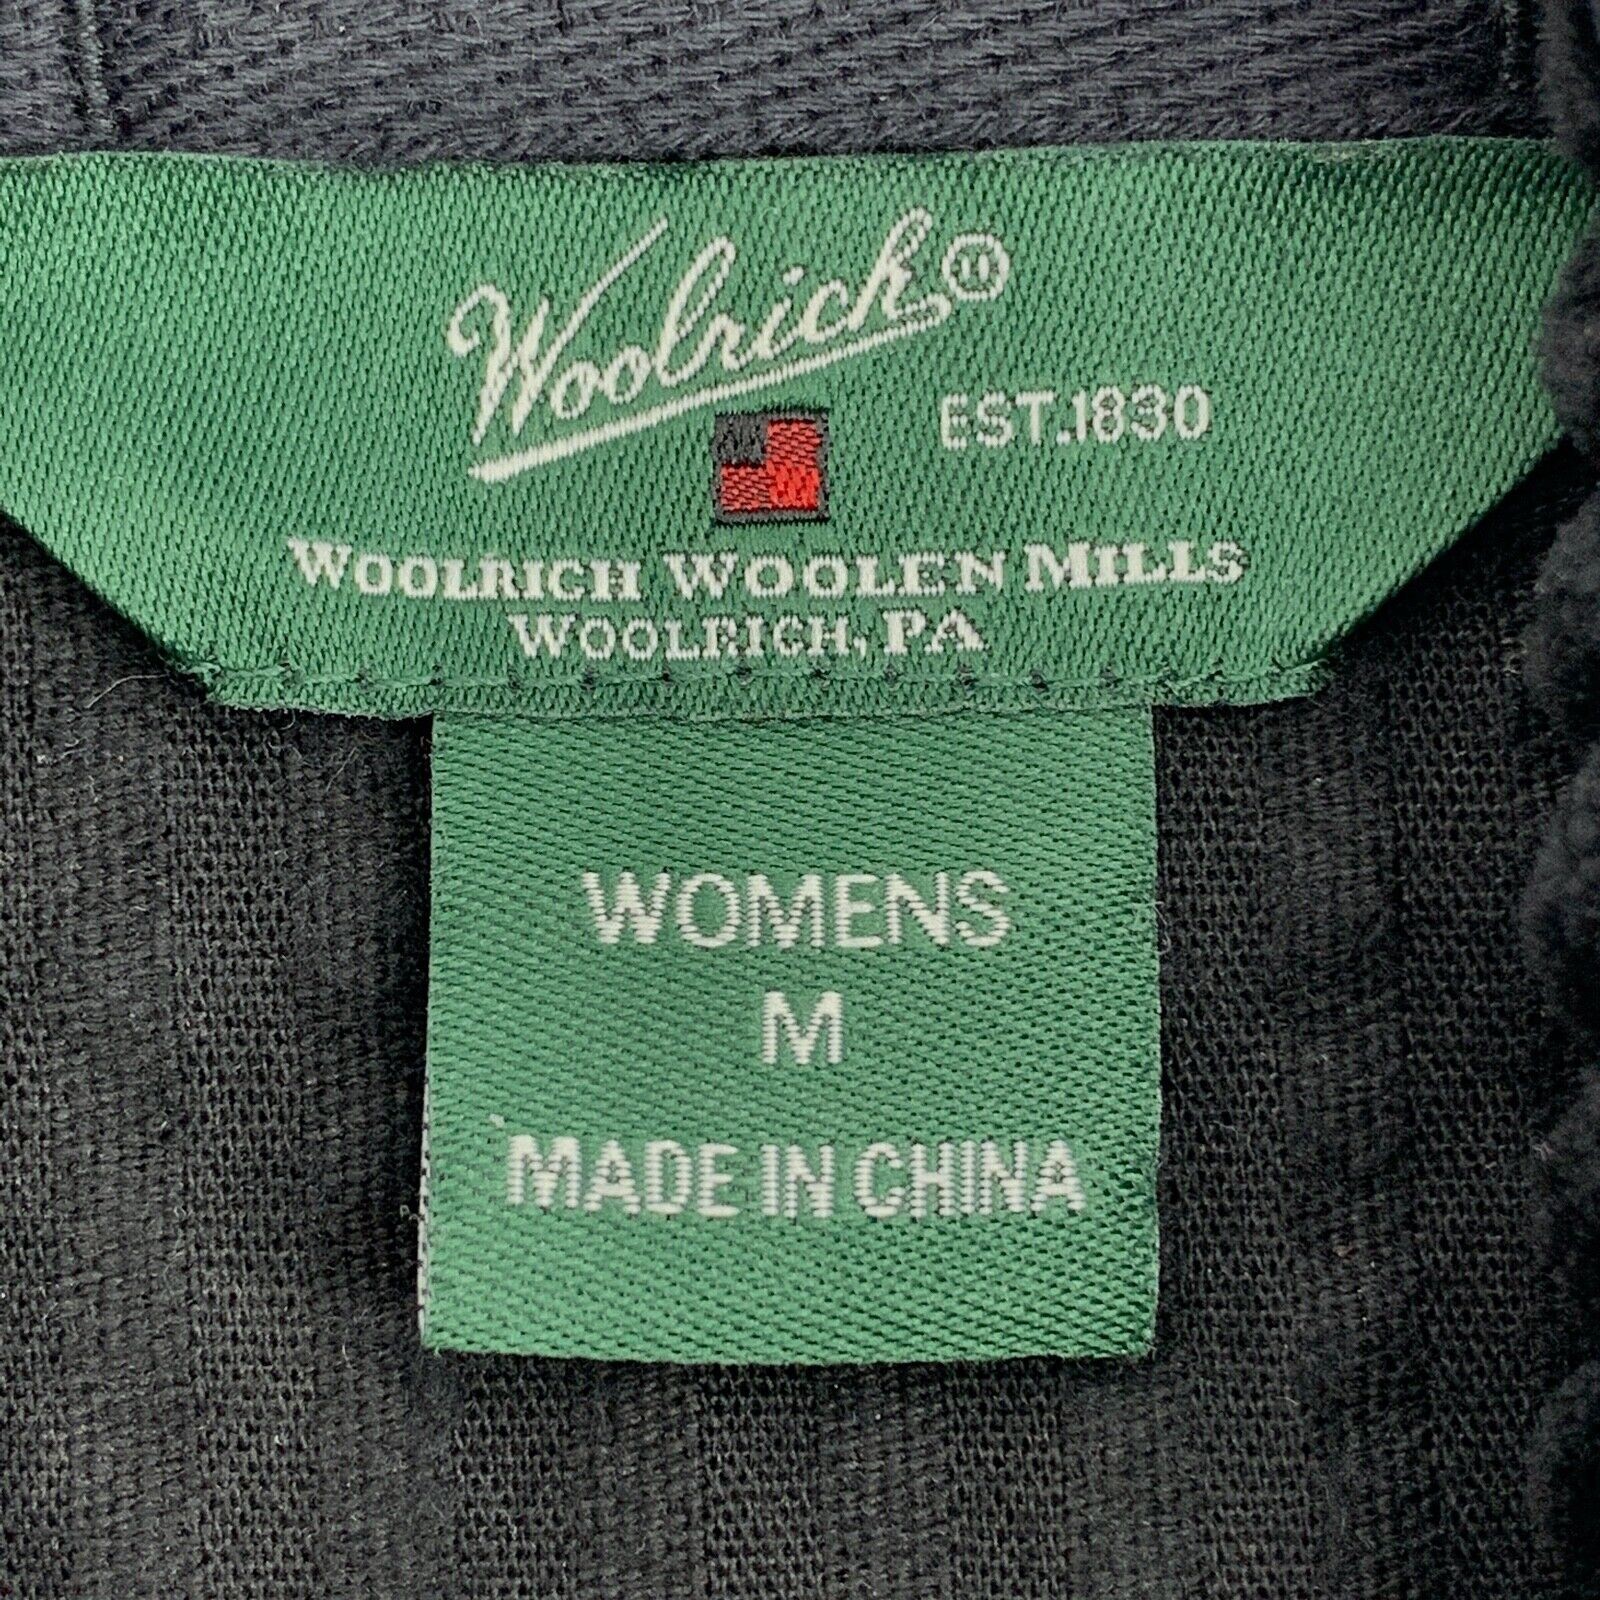 Woolrich®
EST.1830
WOOLRICH WOOLEN MILLS
WOOLRICH, PA
WOMENS
M
MADE IN CHINA